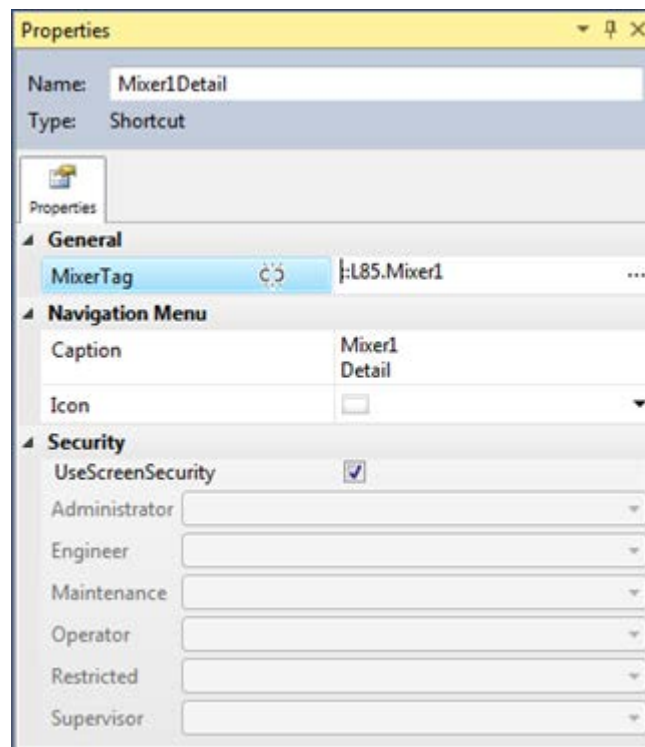 Properties
Name: Mixer1Detail
Type: Shortcut
Properties
General
MixerTag ::L85.Mixer1 ...
Navigation Menu
Caption Mixer1
Detail
Icon
Security
UseScreenSecurity
Administrator
Engineer
Maintenance
Operator
Restricted
Supervisor